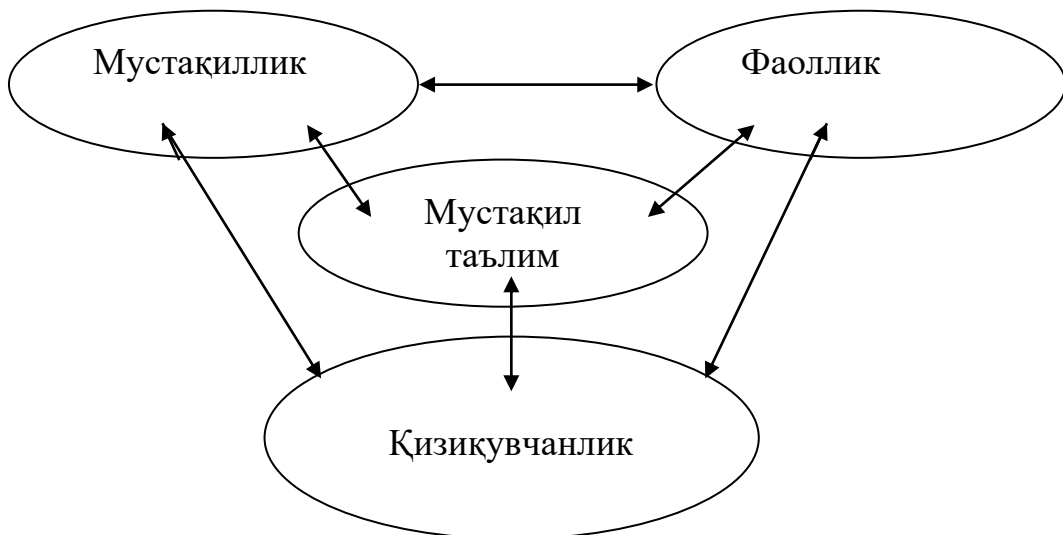 Мустақиллик
Фаоллик
Мустақил
таълим
Қизиқувчанлик